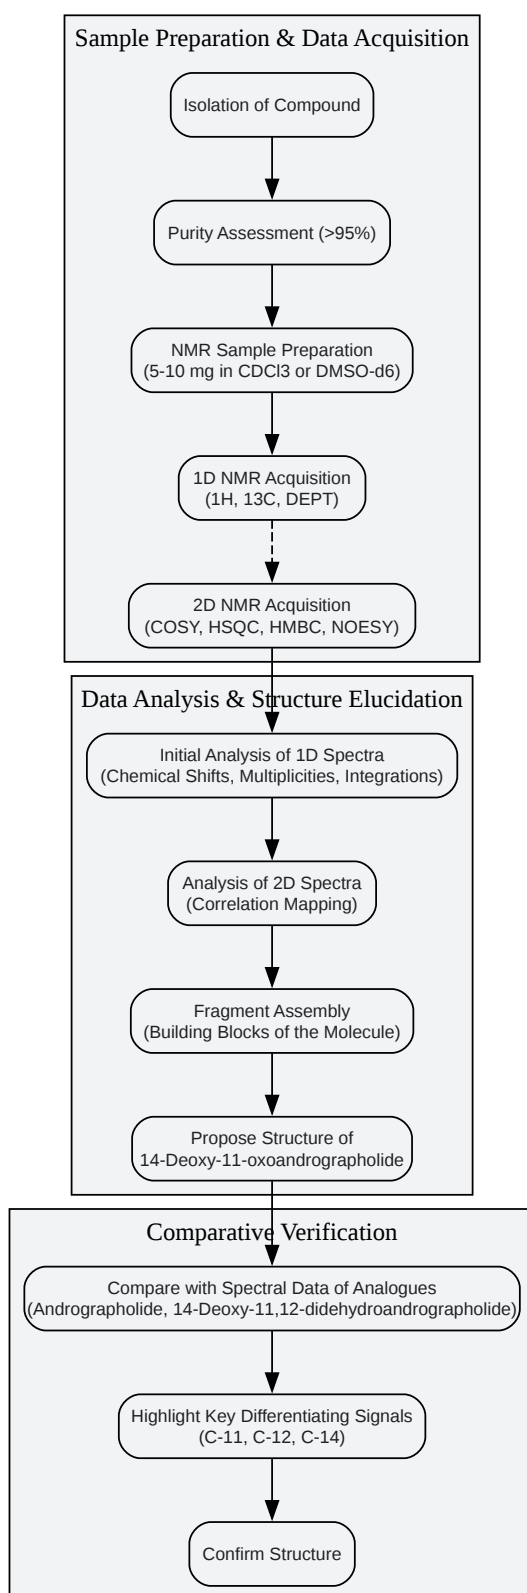 Sample Preparation & Data Acquisition
Isolation of Compound
Purity Assessment (>95%)
NMR Sample Preparation
(5-10 mg in CDCl3 or DMSO-d6)
1D NMR Acquisition
(1H, 13C, DEPT)
2D NMR Acquisition
(COSY, HSQC, HMBC, NOESY)
Data Analysis & Structure Elucidation
Initial Analysis of 1D Spectra
(Chemical Shifts, Multiplicities, Integrations)
Analysis of 2D Spectra
(Correlation Mapping)
Fragment Assembly
(Building Blocks of the Molecule)
Propose Structure of
14-Deoxy-11-oxoandrographolide
Comparative Verification
Compare with Spectral Data of Analogues
(Andrographolide, 14-Deoxy-11,12-didehydroandrographolide)
Highlight Key Differentiating Signals
(C-11, C-12, C-14)
Confirm Structure